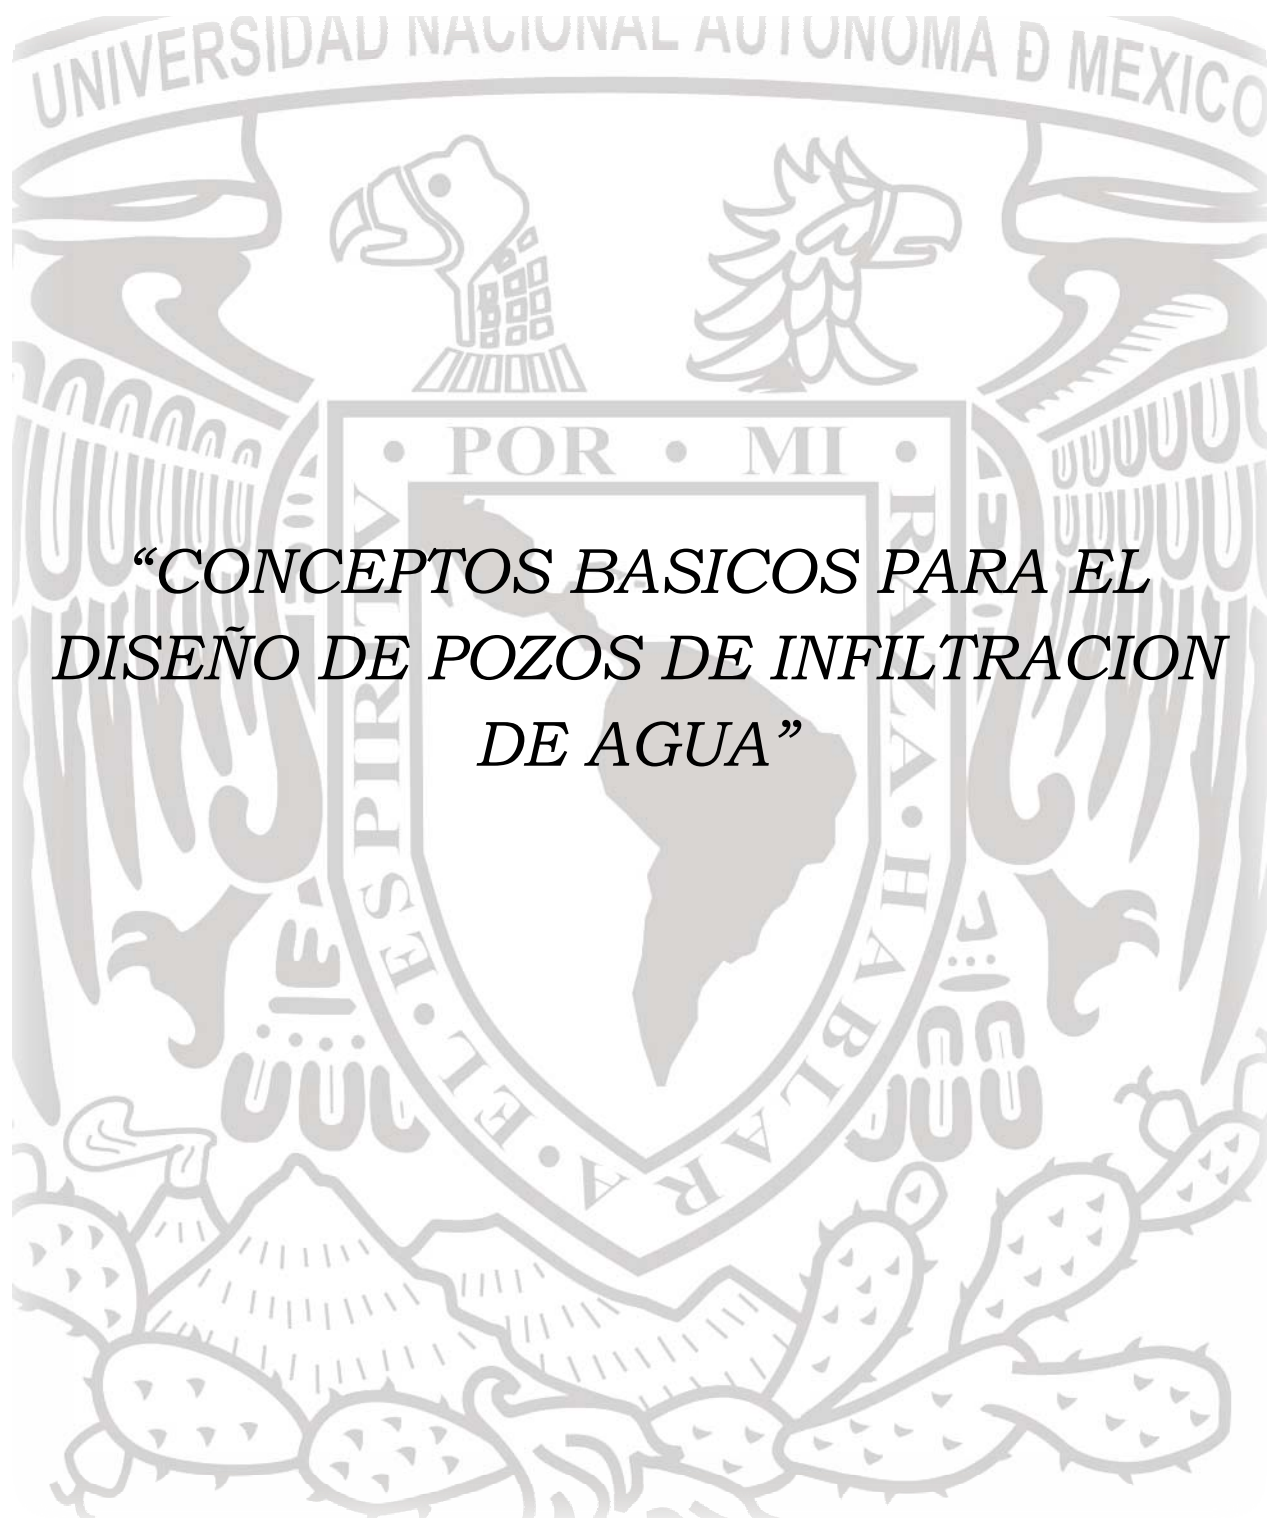 UNIVERSIDAD NACIONAL AUTONOMA Đ MEXICO
POR • MI
RAZA • HABLARA
A • EL • ESPIRITV
“CONCEPTOS BASICOS PARA EL
DISEÑO DE POZOS DE INFILTRACION
DE AGUA”